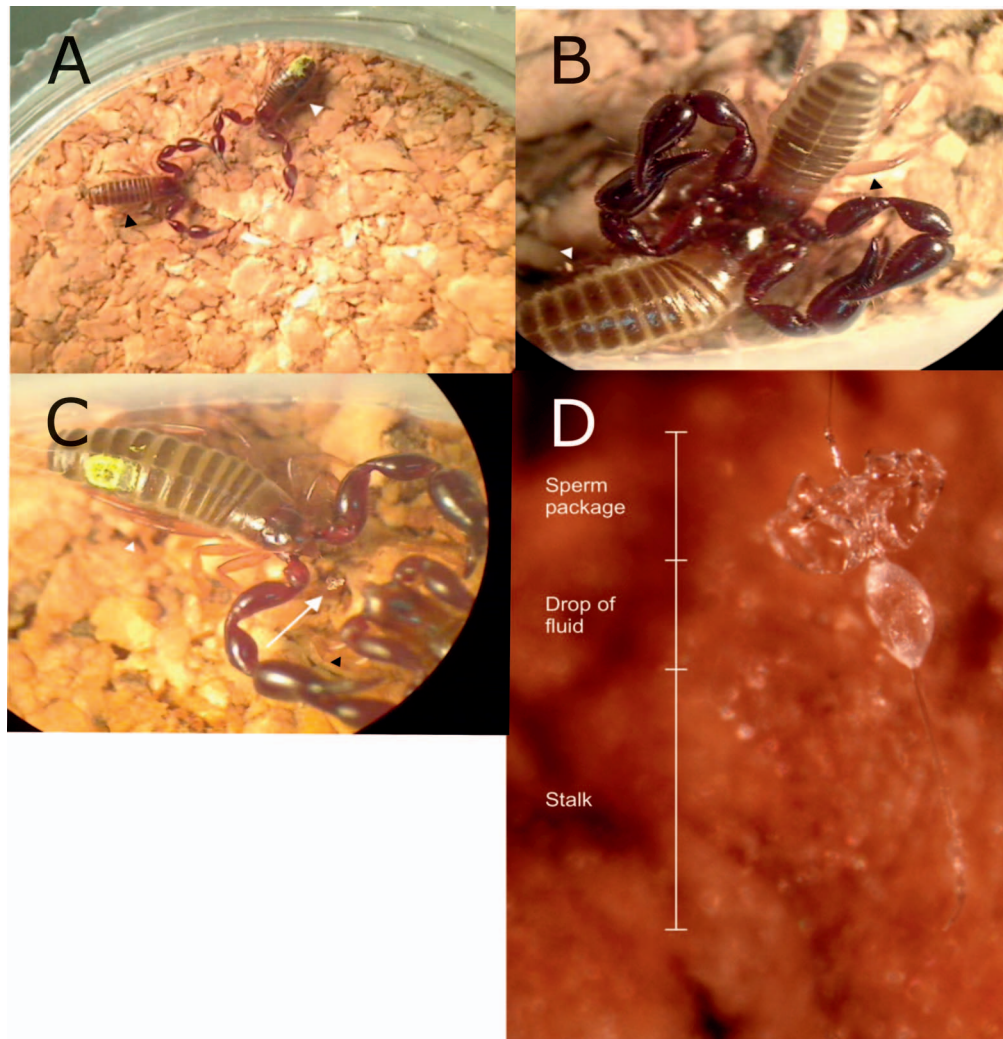 A
B
C
D
Sperm
package
Drop of
fluid
Stalk